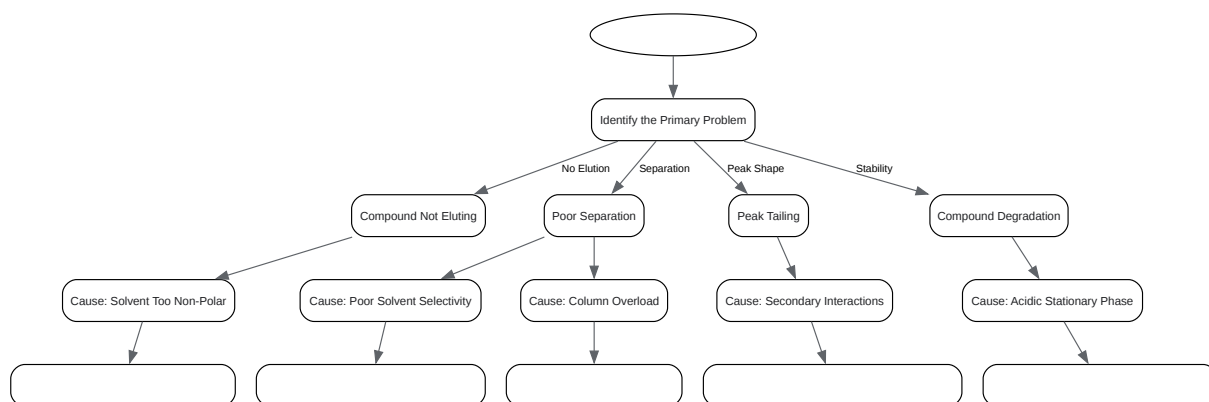 Identify the Primary Problem
No Elution
Separation
Peak Shape
Stability
Compound Not Eluting
Poor Separation
Peak Tailing
Compound Degradation
Cause: Solvent Too Non-Polar
Cause: Poor Solvent Selectivity
Cause: Column Overload
Cause: Secondary Interactions
Cause: Acidic Stationary Phase